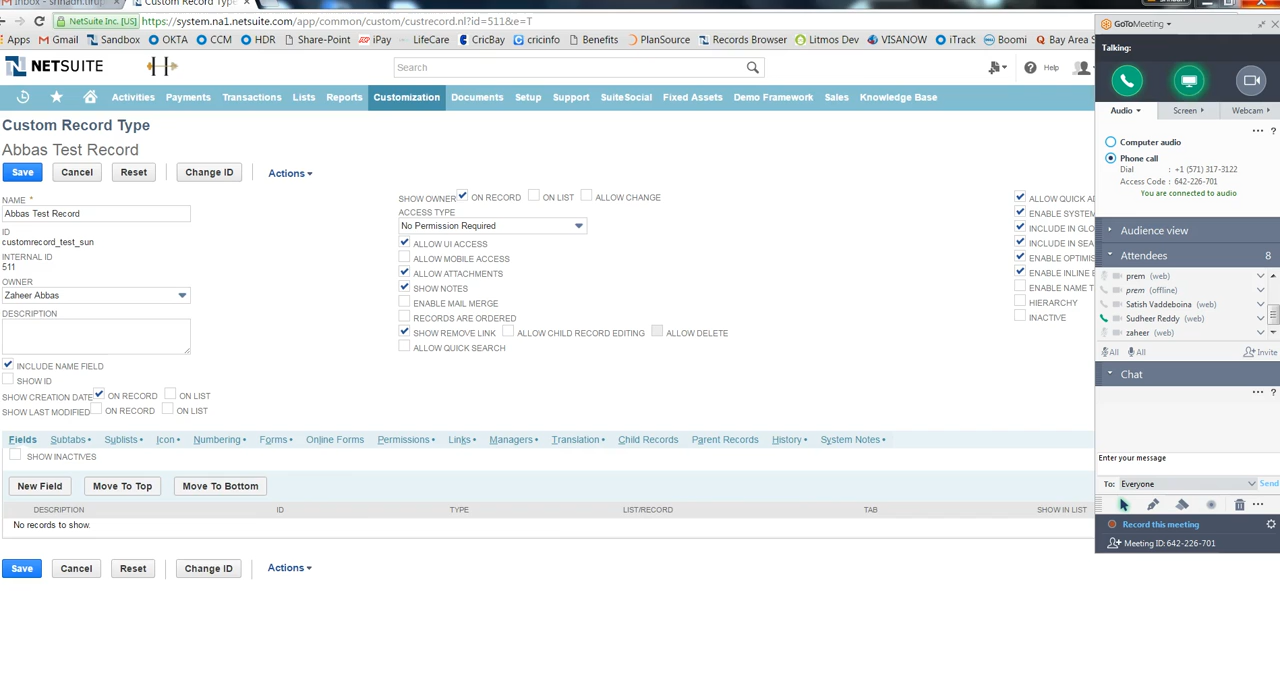 Custom Record Typ
NetSuite Inc. [US] https://system.na1.netsuite.com/app/common/custom/custrecord.nl?id=511&e=T
Apps Gmail Sandbox OKTA CCM HDR Share-Point iPay LifeCare CricBay cricinfo Benefits PlanSource Records Browser Litmos Dev VISANOW iTrack Boomi Bay Area S
NETSUITE
Search
Help
Activities Payments Transactions Lists Reports Customization Documents Setup Support SuiteSocial Fixed Assets Demo Framework Sales Knowledge Base
Custom Record Type
Abbas Test Record
Save Cancel Reset Change ID Actions
NAME *
Abbas Test Record
ID
customrecord_test_sun
INTERNAL ID
511
OWNER
Zaheer Abbas
DESCRIPTION
INCLUDE NAME FIELD
SHOW ID
SHOW CREATION DATE ON RECORD ON LIST
SHOW LAST MODIFIED ON RECORD ON LIST
SHOW OWNER ON RECORD ON LIST ALLOW CHANGE
ACCESS TYPE
No Permission Required
ALLOW UI ACCESS
ALLOW MOBILE ACCESS
ALLOW ATTACHMENTS
SHOW NOTES
ENABLE MAIL MERGE
RECORDS ARE ORDERED
SHOW REMOVE LINK ALLOW CHILD RECORD EDITING ALLOW DELETE
ALLOW QUICK SEARCH
ALLOW QUICK AD
ENABLE SYSTEM
INCLUDE IN GLO
INCLUDE IN SEA
ENABLE OPTIMIS
ENABLE INLINE E
ENABLE NAME T
HIERARCHY
INACTIVE
Fields Subtabs • Sublists • Icon • Numbering • Forms • Online Forms Permissions • Links • Managers • Translation • Child Records Parent Records History • System Notes •
SHOW INACTIVES
New Field Move To Top Move To Bottom
DESCRIPTION ID TYPE LIST/RECORD TAB SHOW IN LIST
No records to show.
Save Cancel Reset Change ID Actions
GoToMeeting
Talking:
Audio Screen Webcam
... ?
Computer audio
Phone call
Dial : +1 (571) 317-3122
Access Code : 642-226-701
You are connected to audio
Audience view
Attendees 8
prem (web)
prem (offline)
Satish Vaddeboina (web)
Sudheer Reddy (web)
zaheer (web)
All All Invite
Chat
... ?
Enter your message
To: Everyone Send
Record this meeting
Meeting ID: 642-226-701